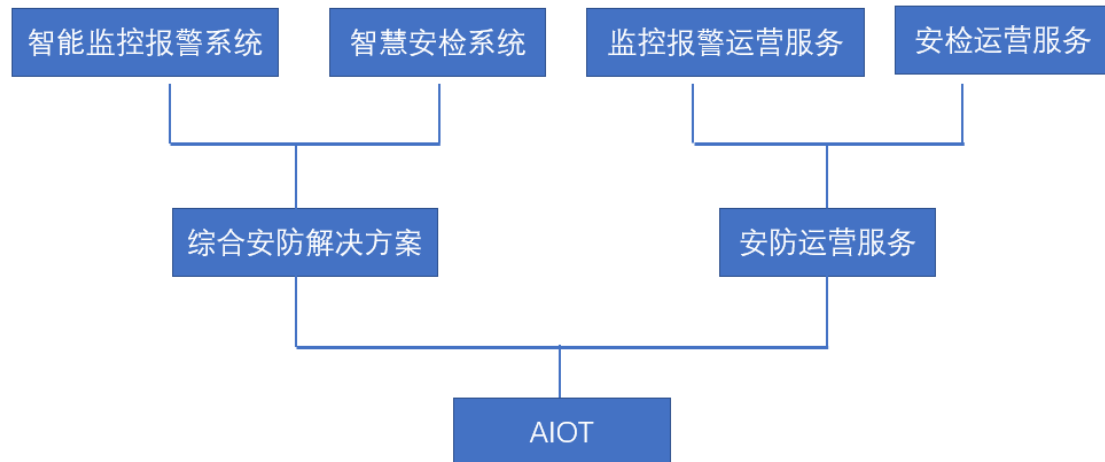 智能监控报警系统
智慧安检系统
监控报警运营服务
安检运营服务
综合安防解决方案
安防运营服务
AIOT